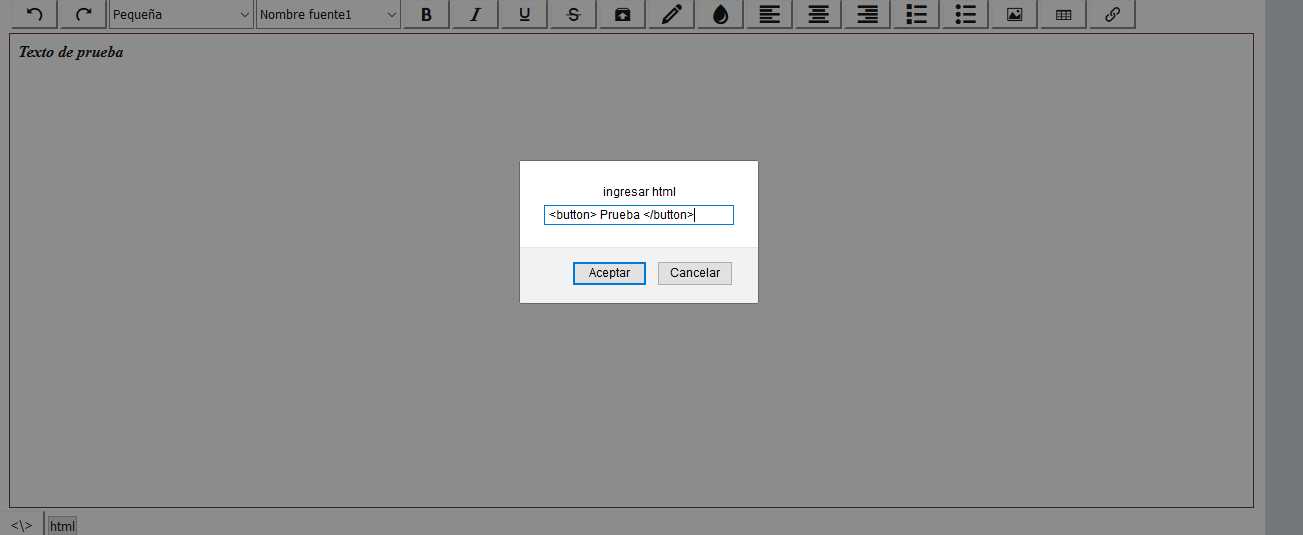 Pequeña
Nombre fuente1
B
I
U
S
Texto de prueba
ingresar html
<button> Prueba </button>
Aceptar
Cancelar
<\>
html